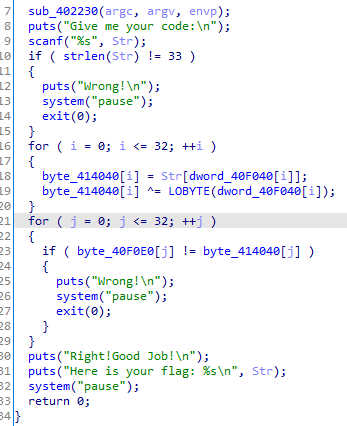 7 sub_402230(argc, argv, envp);
8 puts("Give me your code:\n");
9 scanf("%s", Str);
10 if ( strlen(Str) != 33 )
11 {
12 puts("Wrong!\n");
13 system("pause");
14 exit(0);
15 }
16 for ( i = 0; i <= 32; ++i )
17 {
18 byte_414040[i] = Str[dword_40F040[i]];
19 byte_414040[i] ^= LOBYTE(dword_40F040[i]);
20 }
21 for ( j = 0; j <= 32; ++j )
22 {
23 if ( byte_40F0E0[j] != byte_414040[j] )
24 {
25 puts("Wrong!\n");
26 system("pause");
27 exit(0);
28 }
29 }
30 puts("Right!Good Job!\n");
31 puts("Here is your flag: %s\n", Str);
32 system("pause");
33 return 0;
34 }